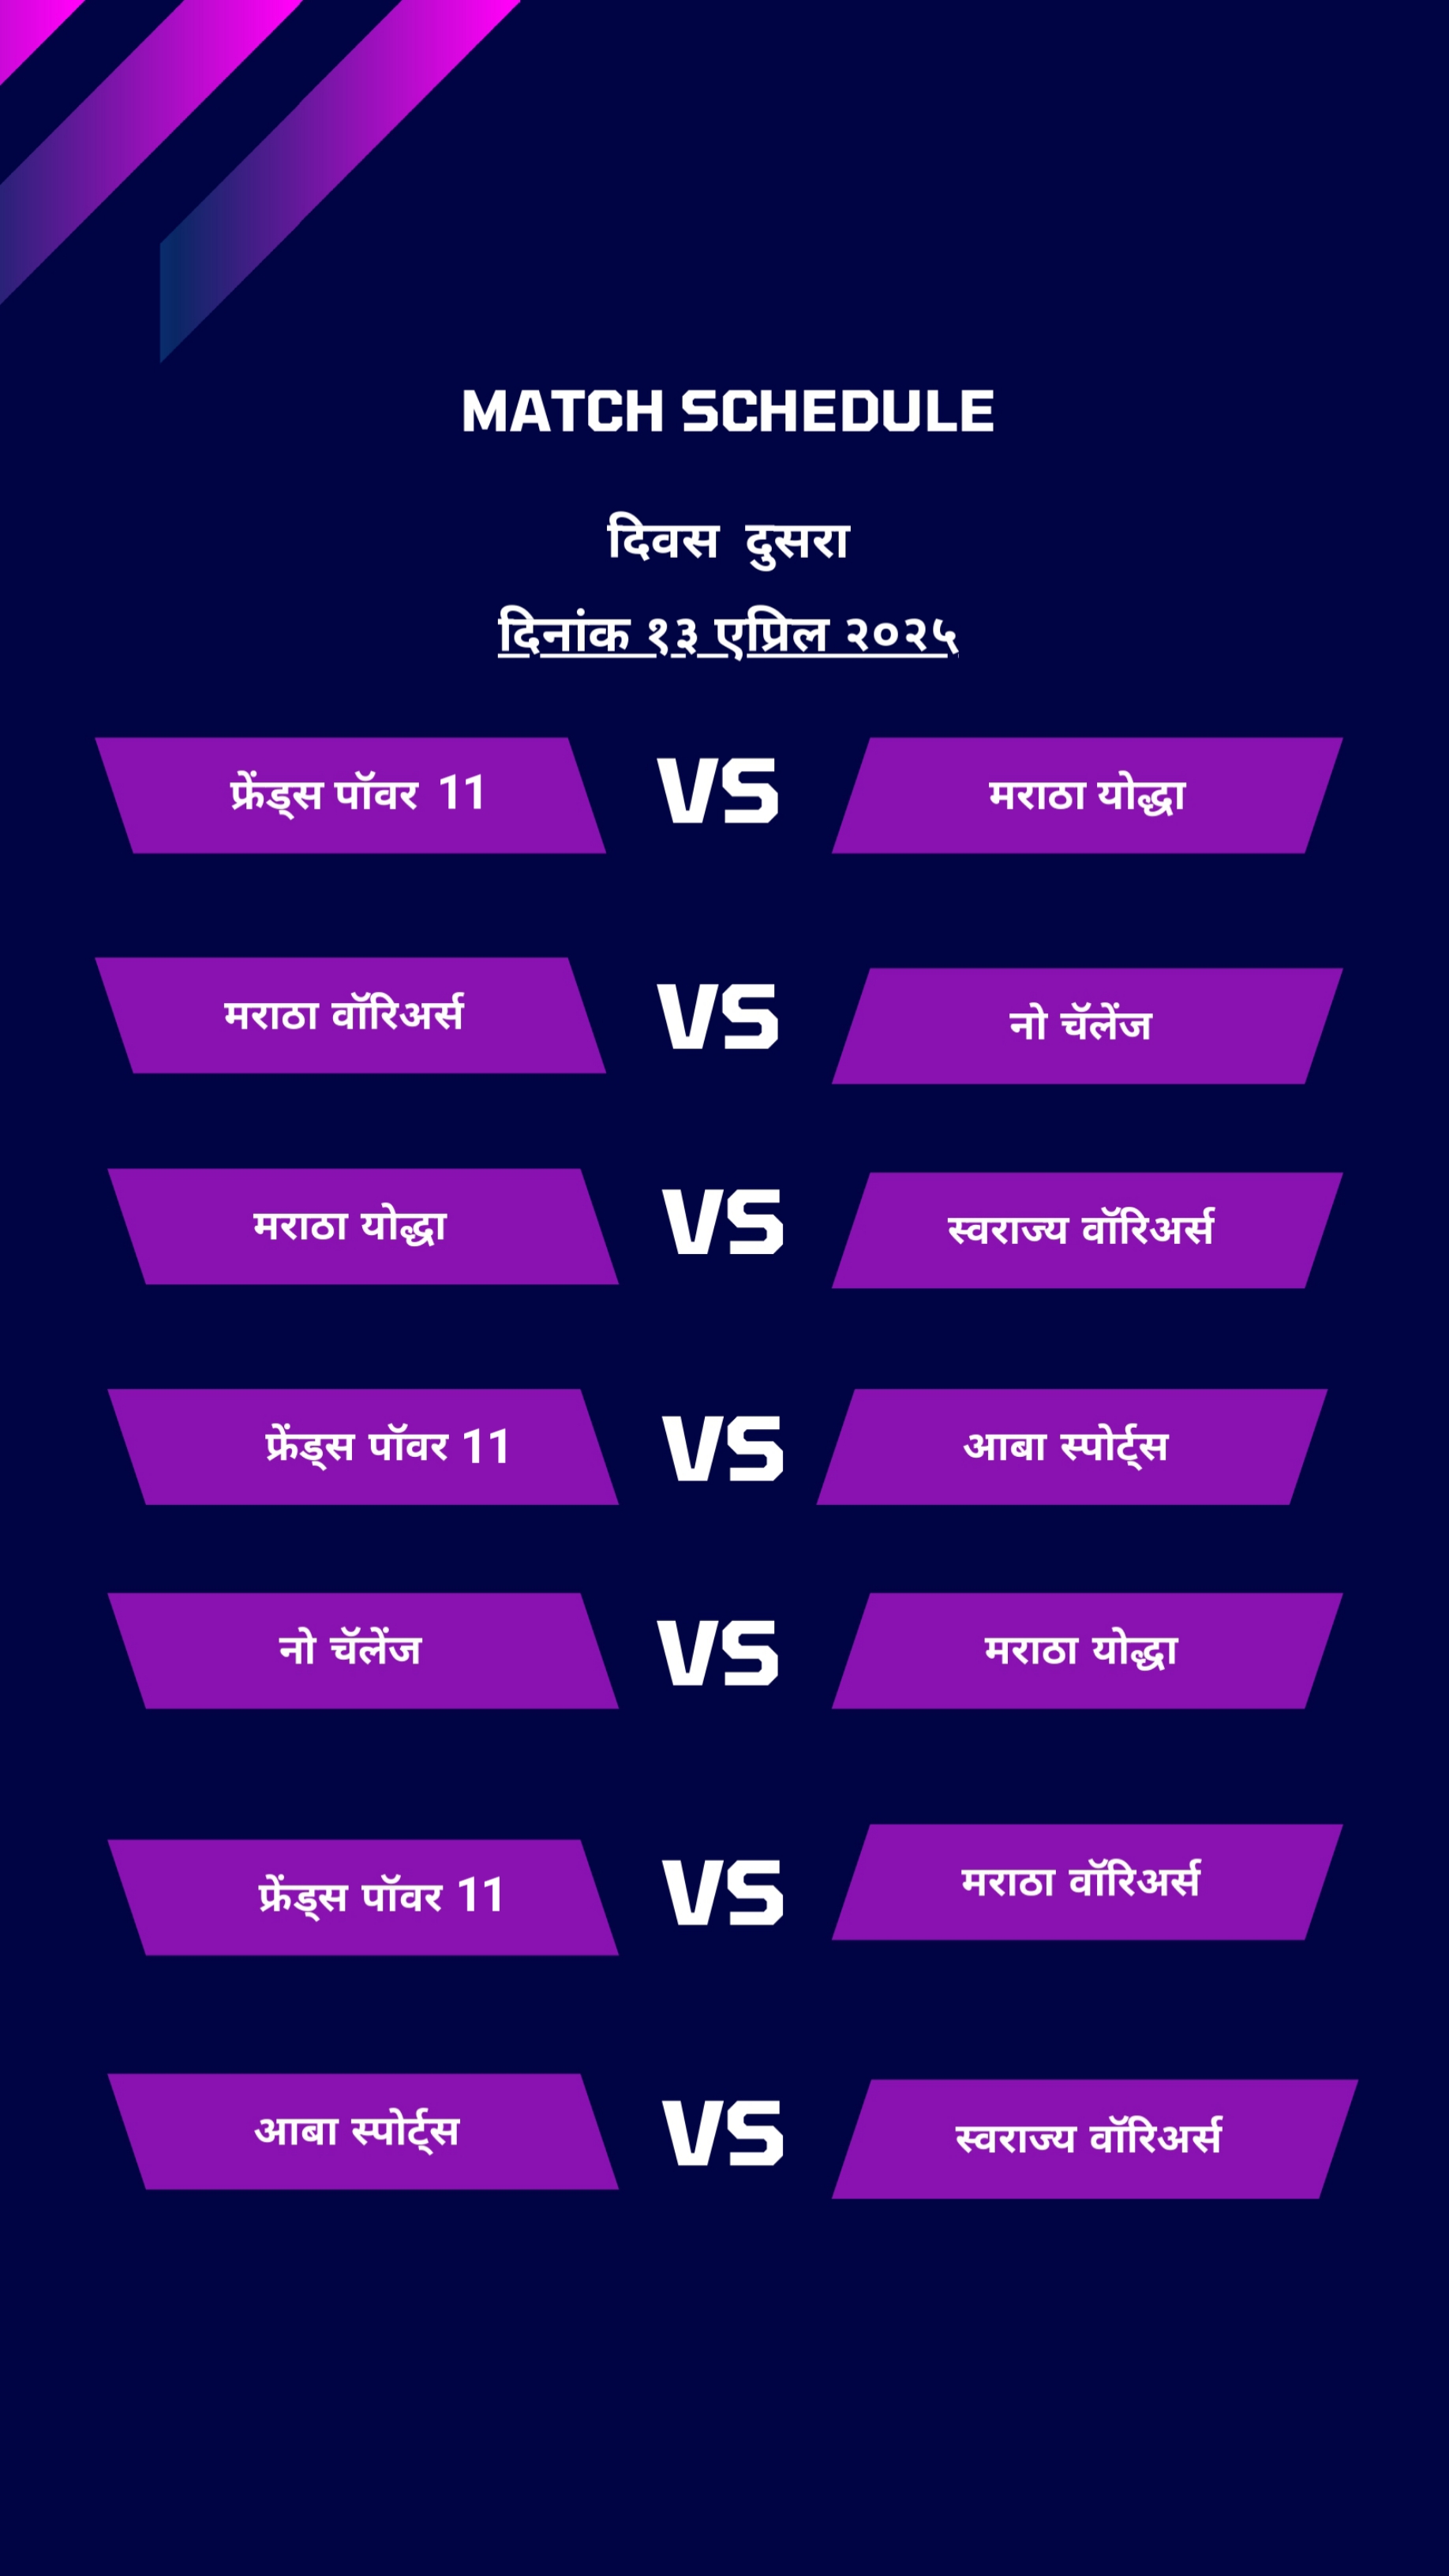 MATCH SCHEDULE
दिवस दुसरा
दिनांक १३ एप्रिल २०२५
फ्रेंड्स पॉवर 11 VS मराठा योद्धा
मराठा वॉरिअर्स VS नो चॅलेंज
मराठा योद्धा VS स्वराज्य वॉरिअर्स
फ्रेंड्स पॉवर 11 VS आबा स्पोर्ट्स
नो चॅलेंज VS मराठा योद्धा
फ्रेंड्स पॉवर 11 VS मराठा वॉरिअर्स
आबा स्पोर्ट्स VS स्वराज्य वॉरिअर्स